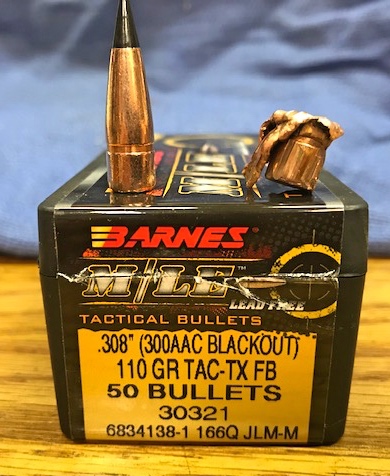 BARNES
M/LE™
LEAD FREE
TACTICAL BULLETS
.308" (300AAC BLACKOUT)
110 GR TAC-TX FB
50 BULLETS
30321
6834138-1 166Q JLM-M